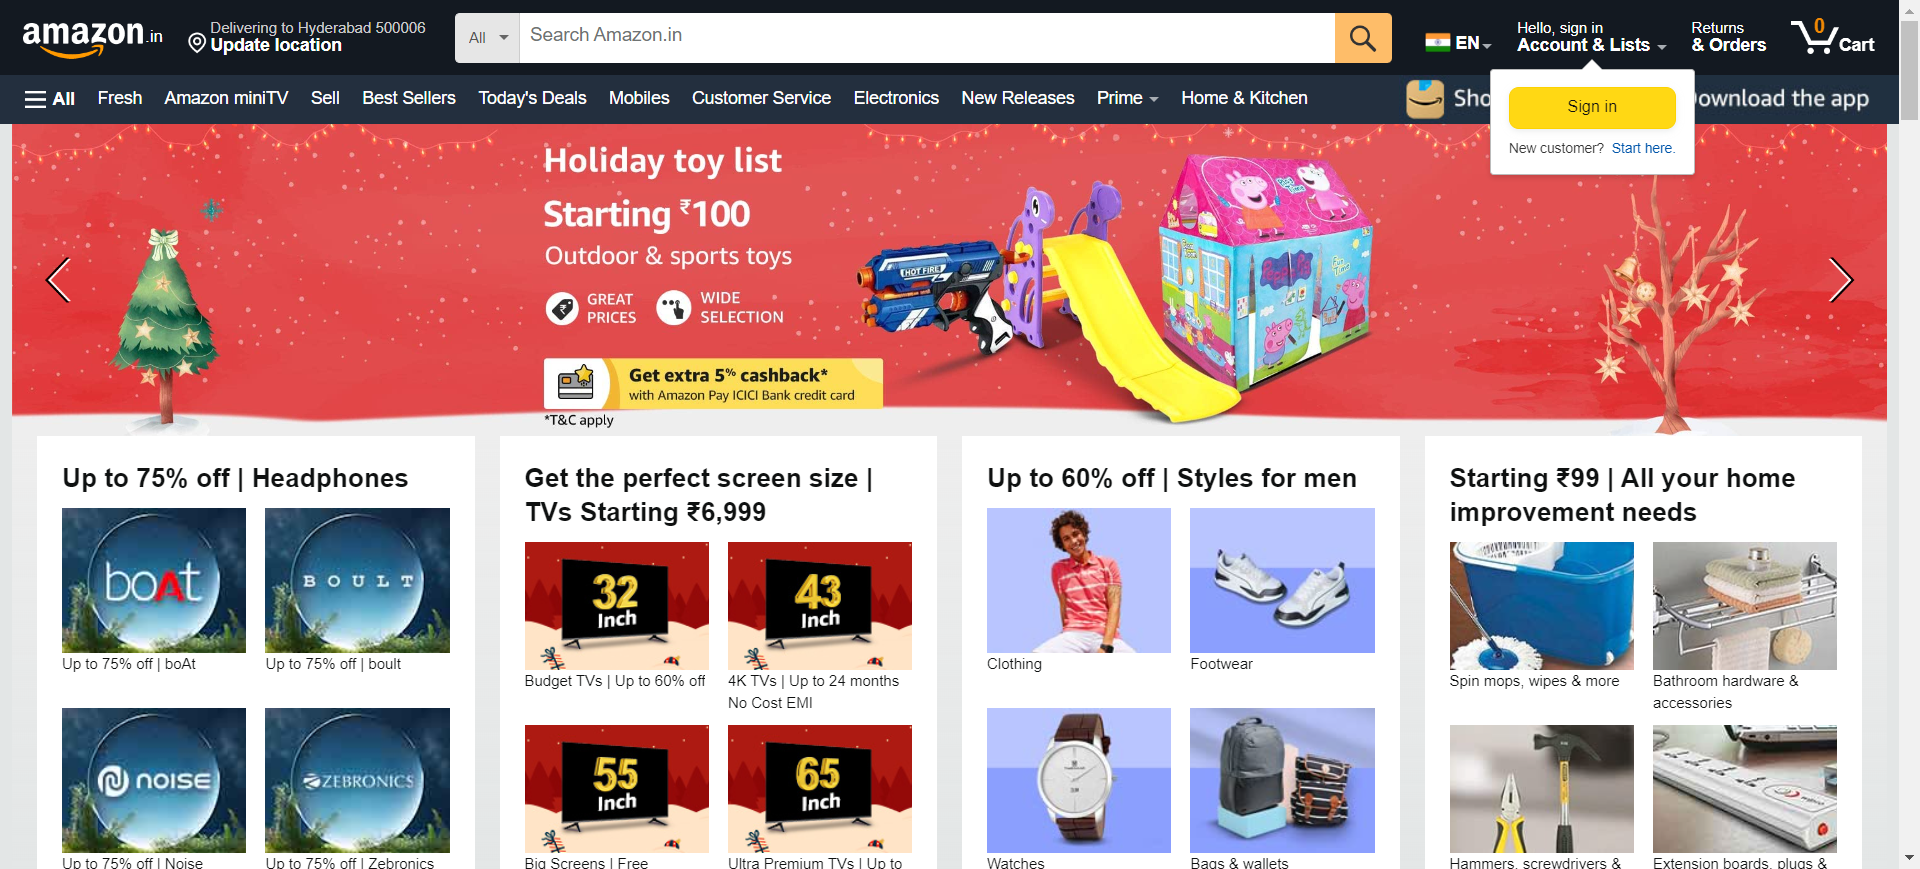 amazon.in
Delivering to Hyderabad 500006
Update location
All
Search Amazon.in
EN
Hello, sign in
Account & Lists
Returns
& Orders
0
Cart
All
Fresh
Amazon miniTV
Sell
Best Sellers
Today's Deals
Mobiles
Customer Service
Electronics
New Releases
Prime
Home & Kitchen
Sho
ownload the app
Sign in
New customer? Start here.
Holiday toy list
Starting ₹100
Outdoor & sports toys
GREAT
PRICES
WIDE
SELECTION
Get extra 5% cashback*
with Amazon Pay ICICI Bank credit card
*T&C apply
HOT FIRE
Up to 75% off | Headphones
boAt
BOULT
Up to 75% off | boAt
Up to 75% off | boult
NOISE
ZEBRONICS
Up to 75% off | Noise
Up to 75% off | Zebronics
Get the perfect screen size |
TVs Starting ₹6,999
32
Inch
43
Inch
Budget TVs | Up to 60% off
4K TVs | Up to 24 months
No Cost EMI
55
Inch
65
Inch
Big Screens | Free
Ultra Premium TVs | Up to
Up to 60% off | Styles for men
Clothing
Footwear
Watches
Bags & wallets
Starting ₹99 | All your home
improvement needs
Spin mops, wipes & more
Bathroom hardware &
accessories
Hammers, screwdrivers &
Extension boards, plugs &